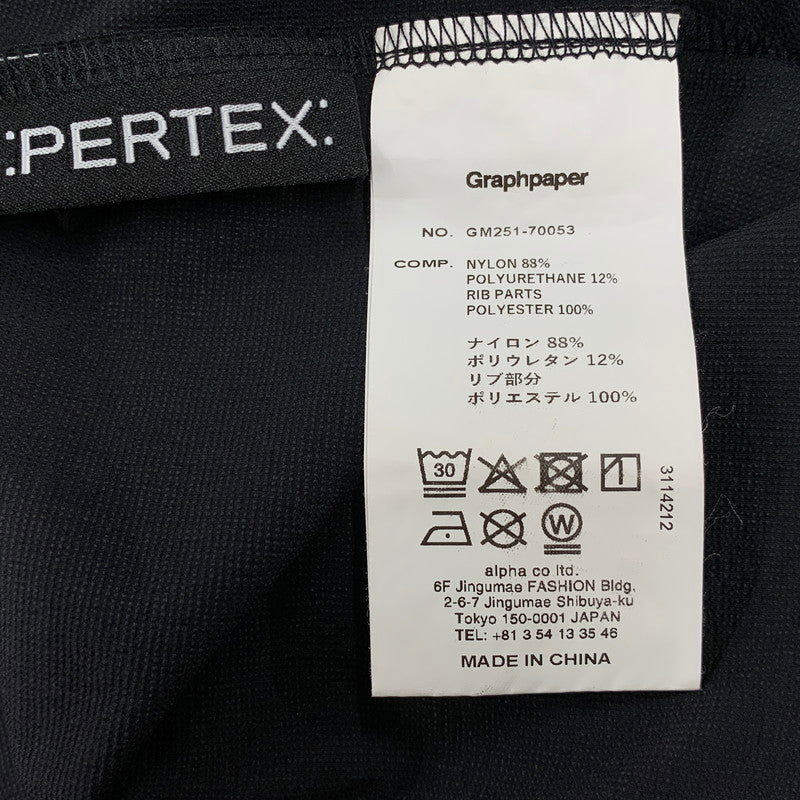 :PERTEX:
Graphpaper
NO. GM251-70053
COMP. NYLON 88%
POLYURETHANE 12%
RIB PARTS
POLYESTER 100%
ナイロン 88%
ポリウレタン 12%
リブ部分
ポリエステル 100%
30
W
3114212
alpha co ltd.
6F Jingumae FASHION Bldg,
2-6-7 Jingumae Shibuya-ku
Tokyo 150-0001 JAPAN
TEL: +81 3 54 13 35 46
MADE IN CHINA